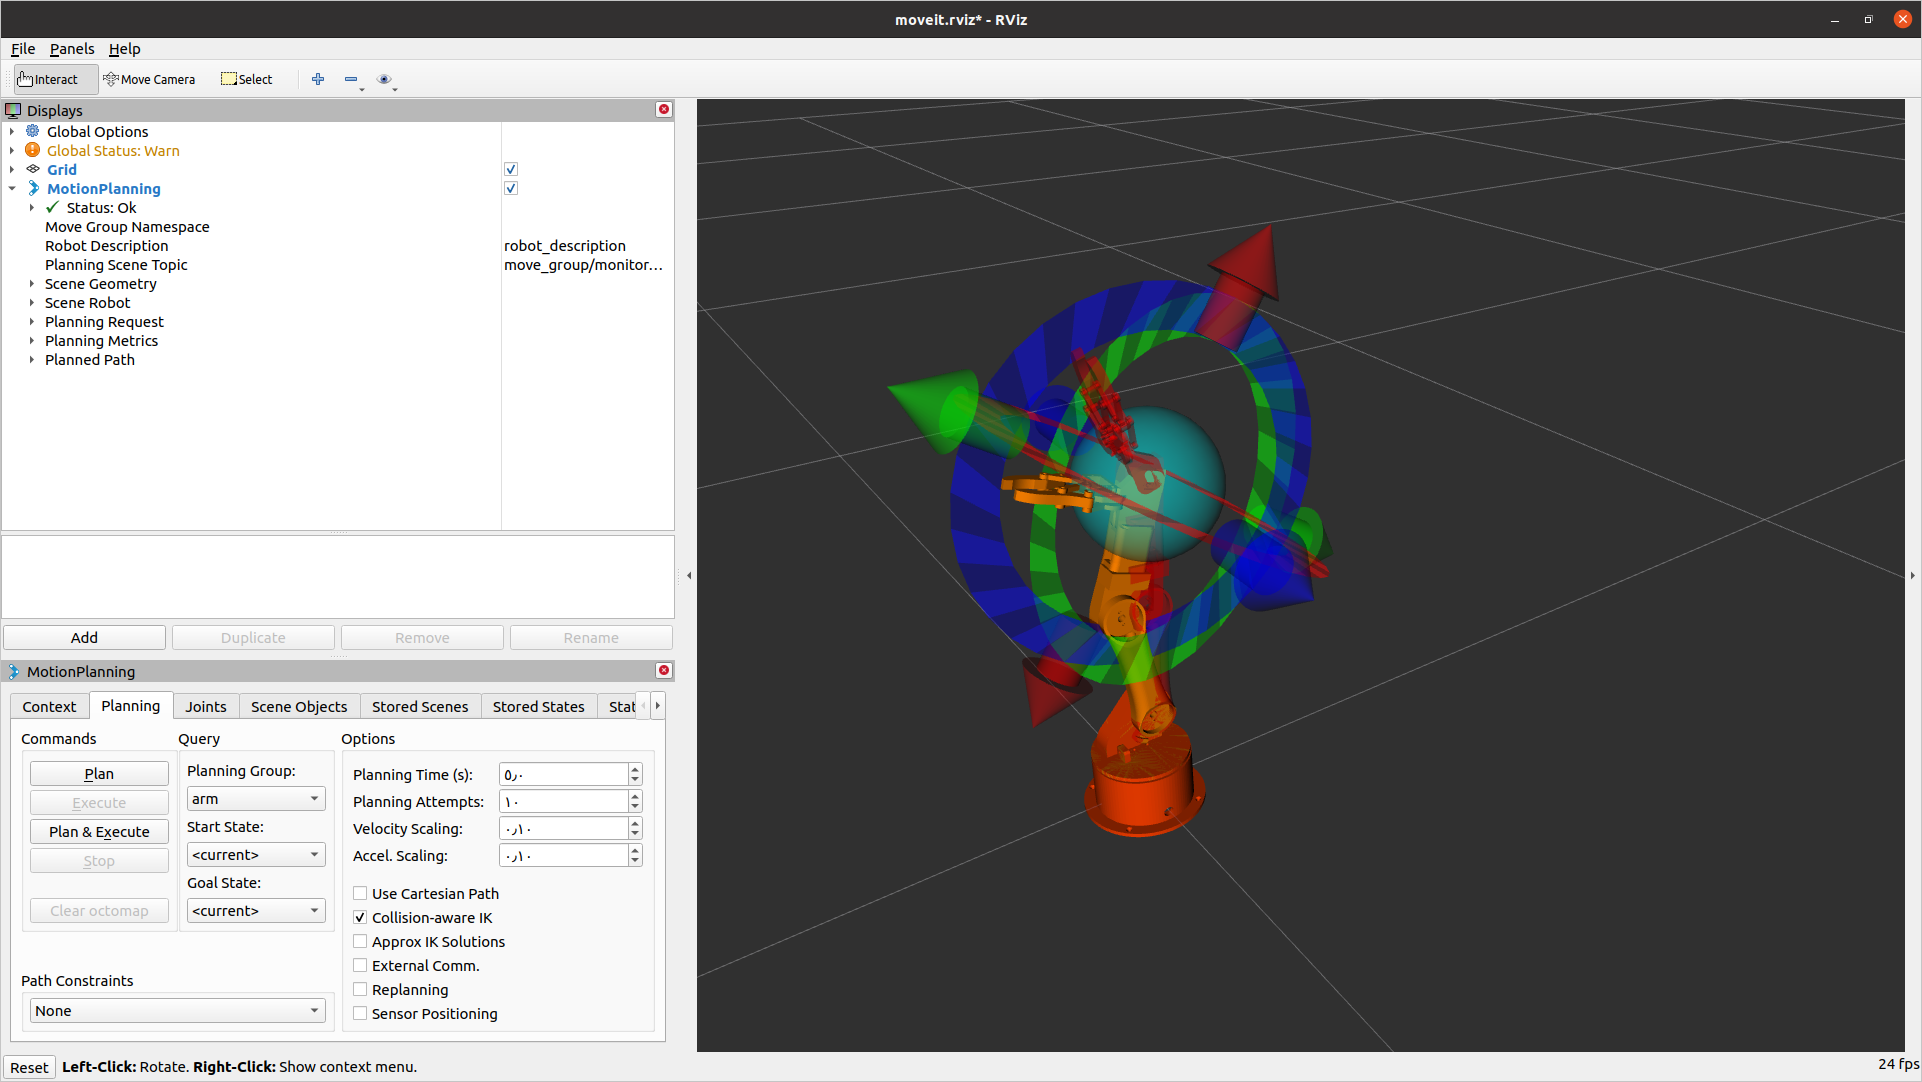 moveit.rviz* - RViz
File Panels Help
Interact Move Camera Select
Displays
Global Options
Global Status: Warn
Grid
MotionPlanning
Status: Ok
Move Group Namespace
Robot Description robot_description
Planning Scene Topic move_group/monitor...
Scene Geometry
Scene Robot
Planning Request
Planning Metrics
Planned Path
Add Duplicate Remove Rename
MotionPlanning
Context Planning Joints Scene Objects Stored Scenes Stored States Stat
Commands
Plan
Execute
Plan & Execute
Stop
Clear octomap
Query
Planning Group:
arm
Start State:
<current>
Goal State:
<current>
Options
Planning Time (s): ٥٫٠
Planning Attempts: ١٠
Velocity Scaling: ٠٫١٠
Accel. Scaling: ٠٫١٠
Use Cartesian Path
Collision-aware IK
Approx IK Solutions
External Comm.
Replanning
Sensor Positioning
Path Constraints
None
Reset Left-Click: Rotate. Right-Click: Show context menu. 24 fps